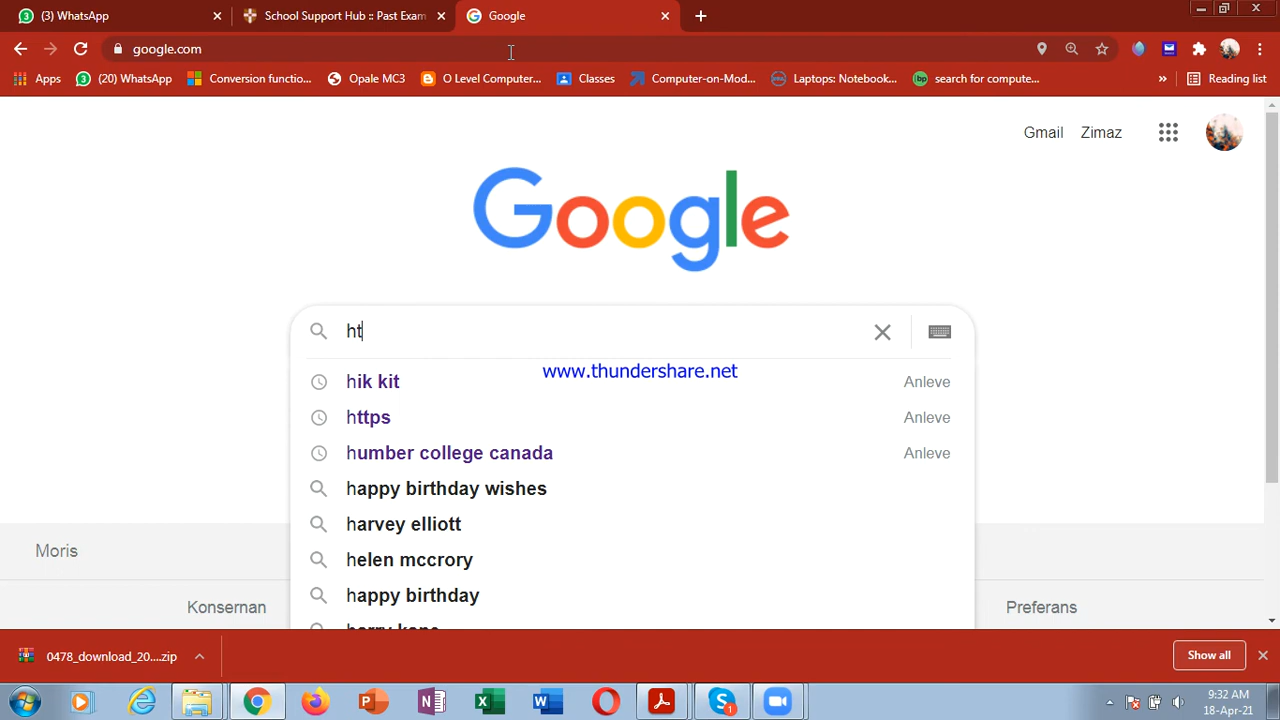 (3) WhatsApp
School Support Hub :: Past Exam
Google
google.com
Apps
(20) WhatsApp
Conversion functio...
Opale MC3
O Level Computer...
Classes
Computer-on-Mod...
Laptops: Notebook...
search for compute...
»
Reading list
Gmail
Zimaz
Google
ht
www.thundershare.net
hik kit
Anleve
https
Anleve
humber college canada
Anleve
happy birthday wishes
harvey elliott
helen mccrory
happy birthday
Moris
Konsernan
Preferans
0478_download_20....zip
Show all
9:32 AM
18-Apr-21